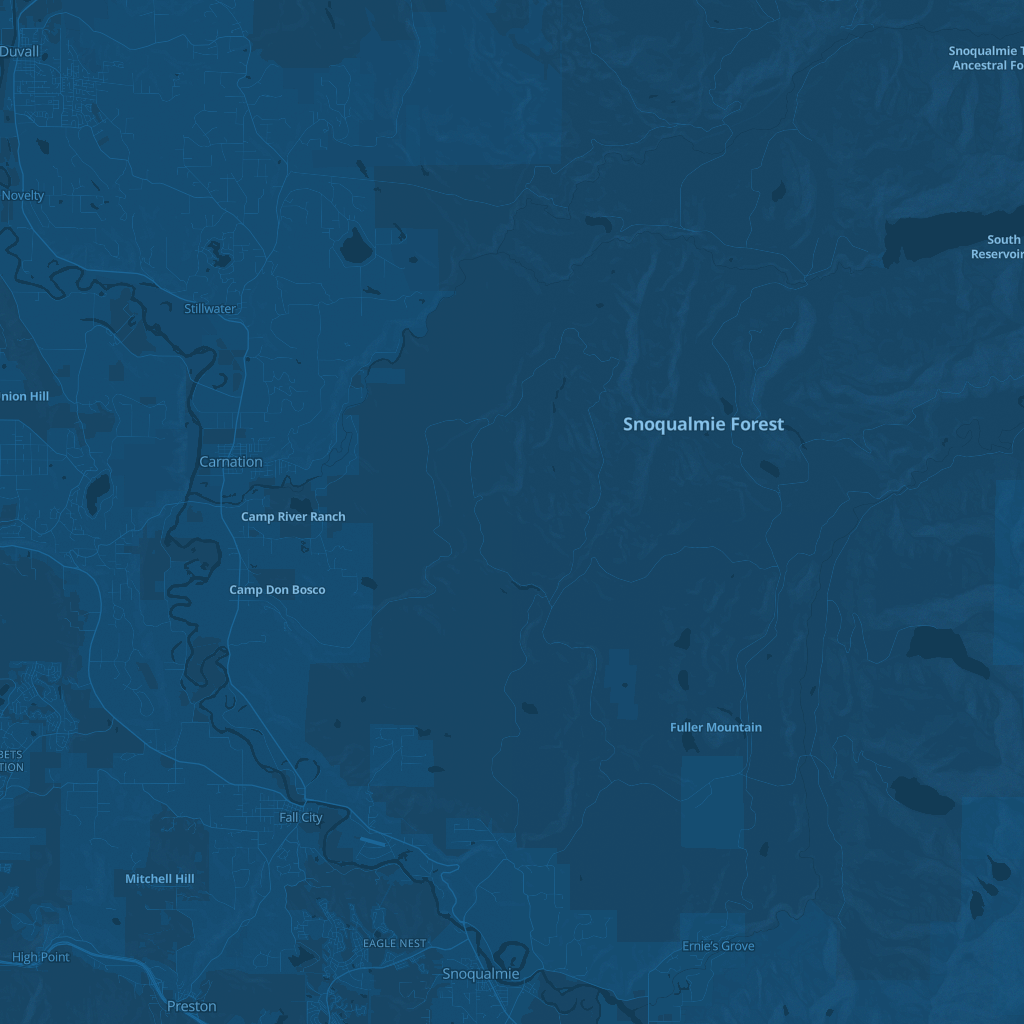 Duvall
Snoqualmie T
Ancestral Fo
Novelty
South
Reservoir
Stillwater
nion Hill
Snoqualmie Forest
Carnation
Camp River Ranch
Camp Don Bosco
Fuller Mountain
BETS
TION
Fall City
Mitchell Hill
EAGLE NEST
Ernie's Grove
High Point
Snoqualmie
Preston